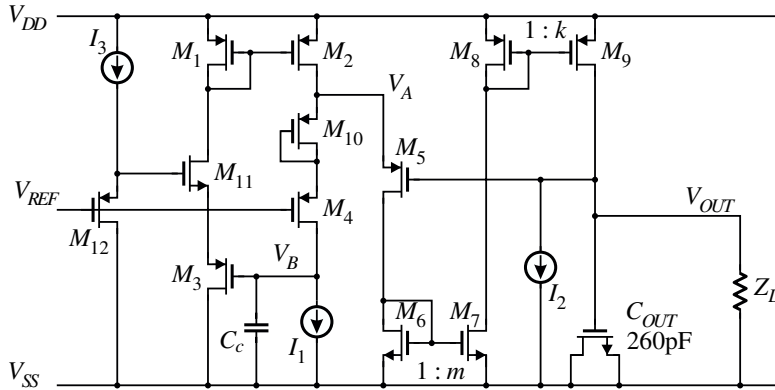 V_DD
I_3
M_1
M_2
M_8
1 : k
M_9
V_A
M_10
M_11
M_5
V_REF
M_4
V_OUT
M_12
V_B
M_3
I_2
Z_L
M_6
M_7
C_OUT
C_c
I_1
260pF
1 : m
V_SS